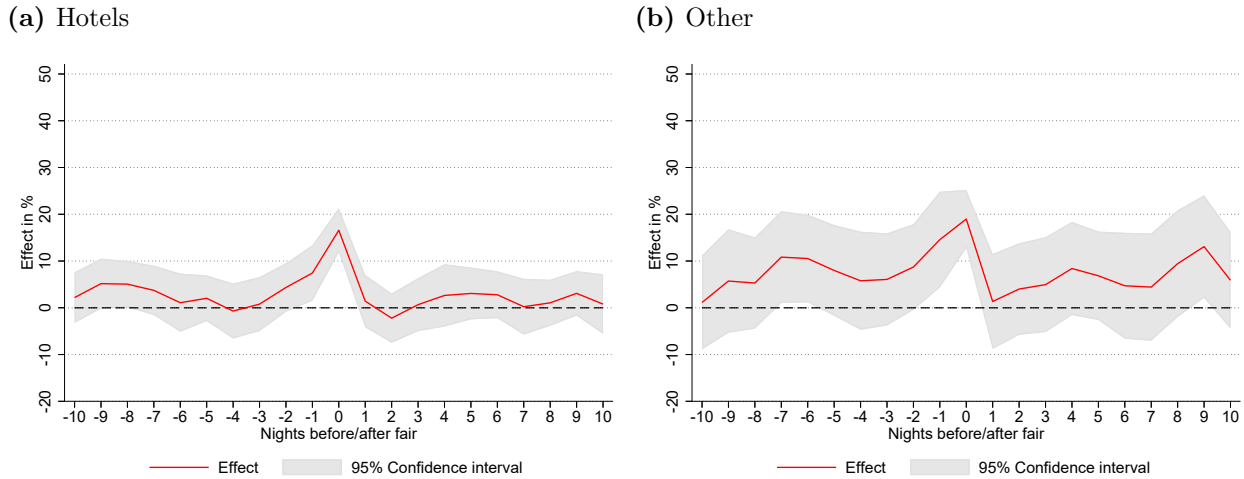 (a) Hotels
50
40
30
20
10
0
-10
-20
Effect in %
-10 -9 -8 -7 -6 -5 -4 -3 -2 -1 0 1 2 3 4 5 6 7 8 9 10
Nights before/after fair
Effect 95% Confidence interval
(b) Other
50
40
30
20
10
0
-10
-20
Effect in %
-10 -9 -8 -7 -6 -5 -4 -3 -2 -1 0 1 2 3 4 5 6 7 8 9 10
Nights before/after fair
Effect 95% Confidence interval